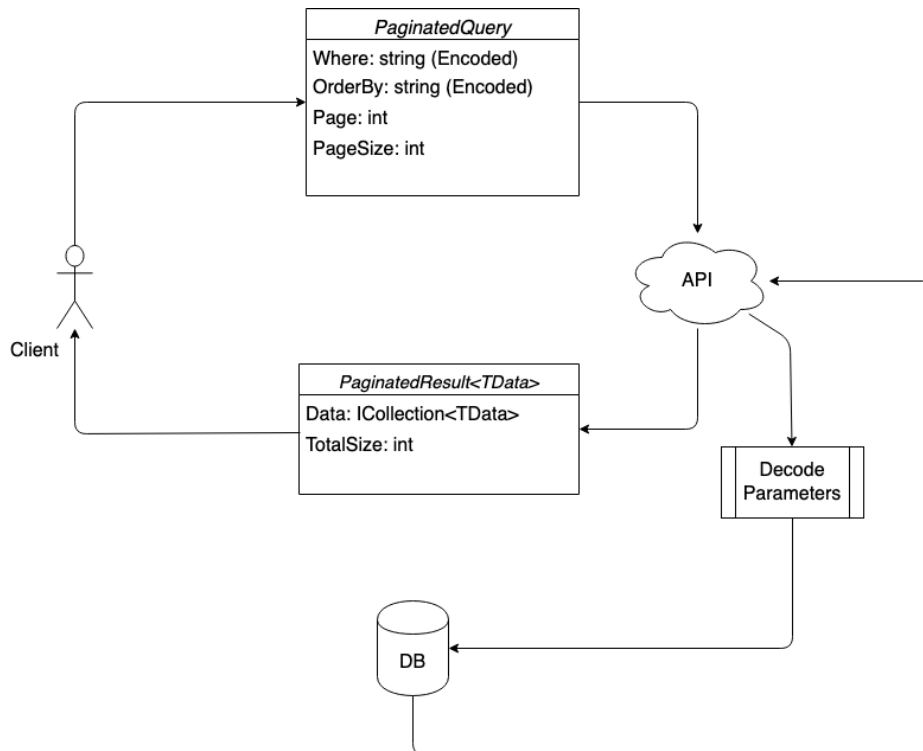 PaginatedQuery
Where: string (Encoded)
OrderBy: string (Encoded)
Page: int
PageSize: int
API
Client
PaginatedResult<TData>
Data: ICollection<TData>
TotalSize: int
Decode
Parameters
DB